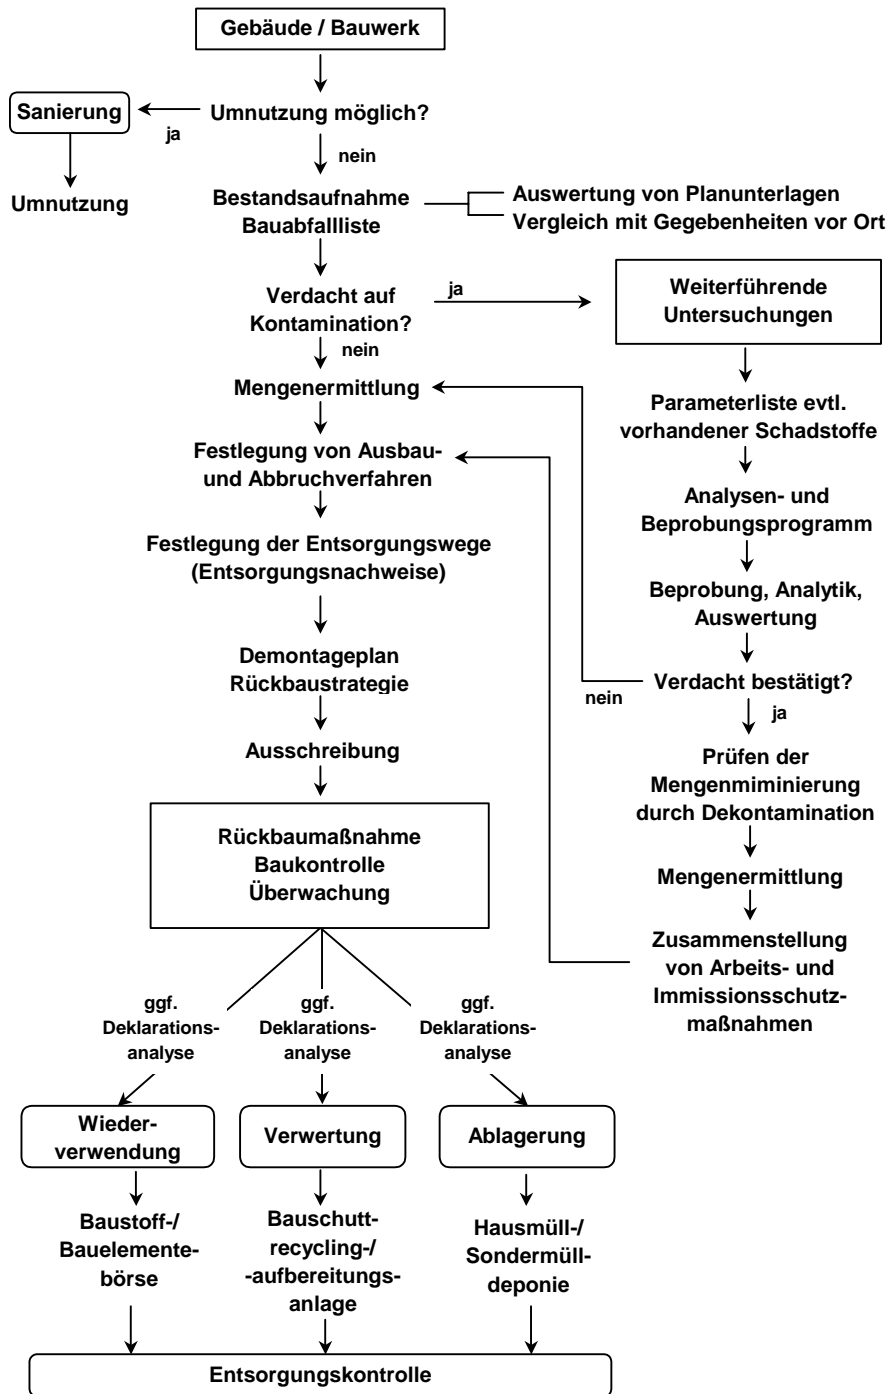 Gebäude / Bauwerk
Sanierung
ja
Umnutzung möglich?
nein
Umnutzung
Bestandsaufnahme
Bauabfallliste
Auswertung von Planunterlagen
Vergleich mit Gegebenheiten vor Ort
Verdacht auf
Kontamination?
ja
nein
Weiterführende
Untersuchungen
Mengenermittlung
Parameterliste evtl.
vorhandener Schadstoffe
Festlegung von Ausbau-
und Abbruchverfahren
Analysen- und
Beprobungsprogramm
Festlegung der Entsorgungswege
(Entsorgungsnachweise)
Beprobung, Analytik,
Auswertung
Demontageplan
Rückbaustrategie
nein
Verdacht bestätigt?
ja
Ausschreibung
Prüfen der
Mengenmiminierung
durch Dekontamination
Rückbaumaßnahme
Baukontrolle
Überwachung
Mengenermittlung
Zusammenstellung
von Arbeits- und
Immissionsschutz-
maßnahmen
ggf.
Deklarations-
analyse
ggf.
Deklarations-
analyse
ggf.
Deklarations-
analyse
Wieder-
verwendung
Verwertung
Ablagerung
Baustoff-/
Bauelemente-
börse
Bauschutt-
recycling-/
-aufbereitungs-
anlage
Hausmüll-/
Sondermüll-
deponie
Entsorgungskontrolle